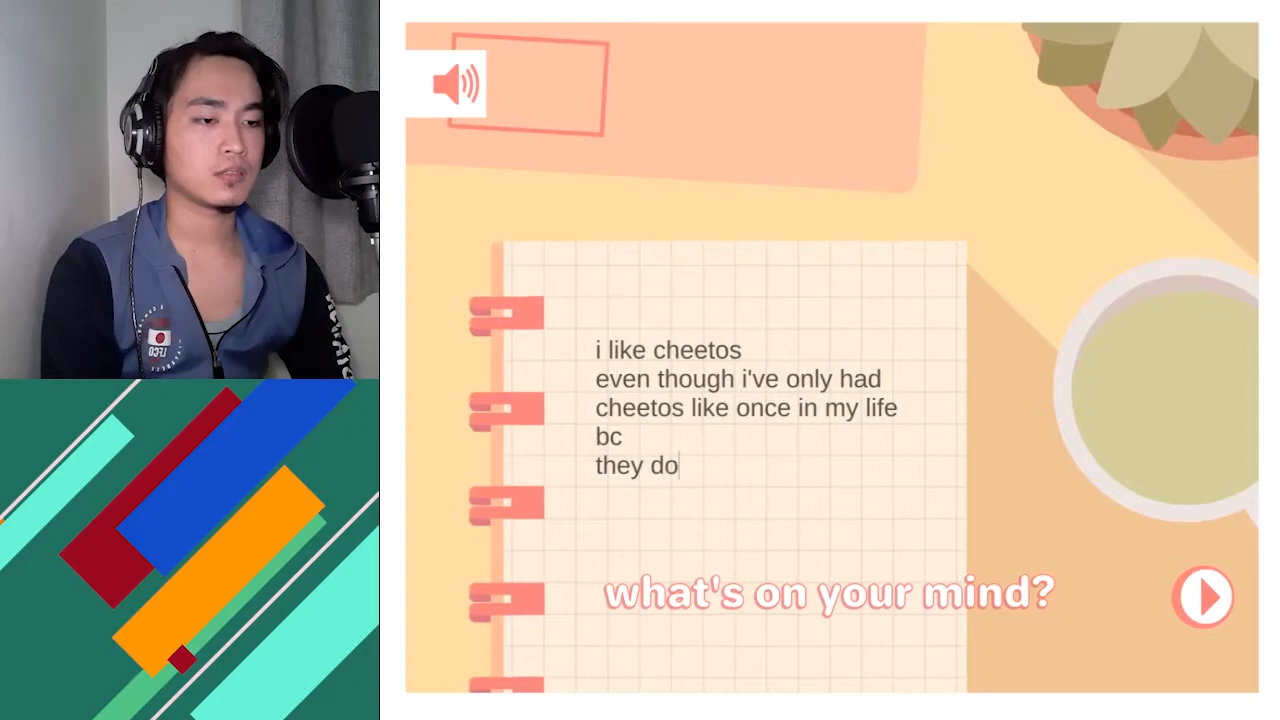 i like cheetos
even though i've only had
cheetos like once in my life
bc
they do
what's on your mind?